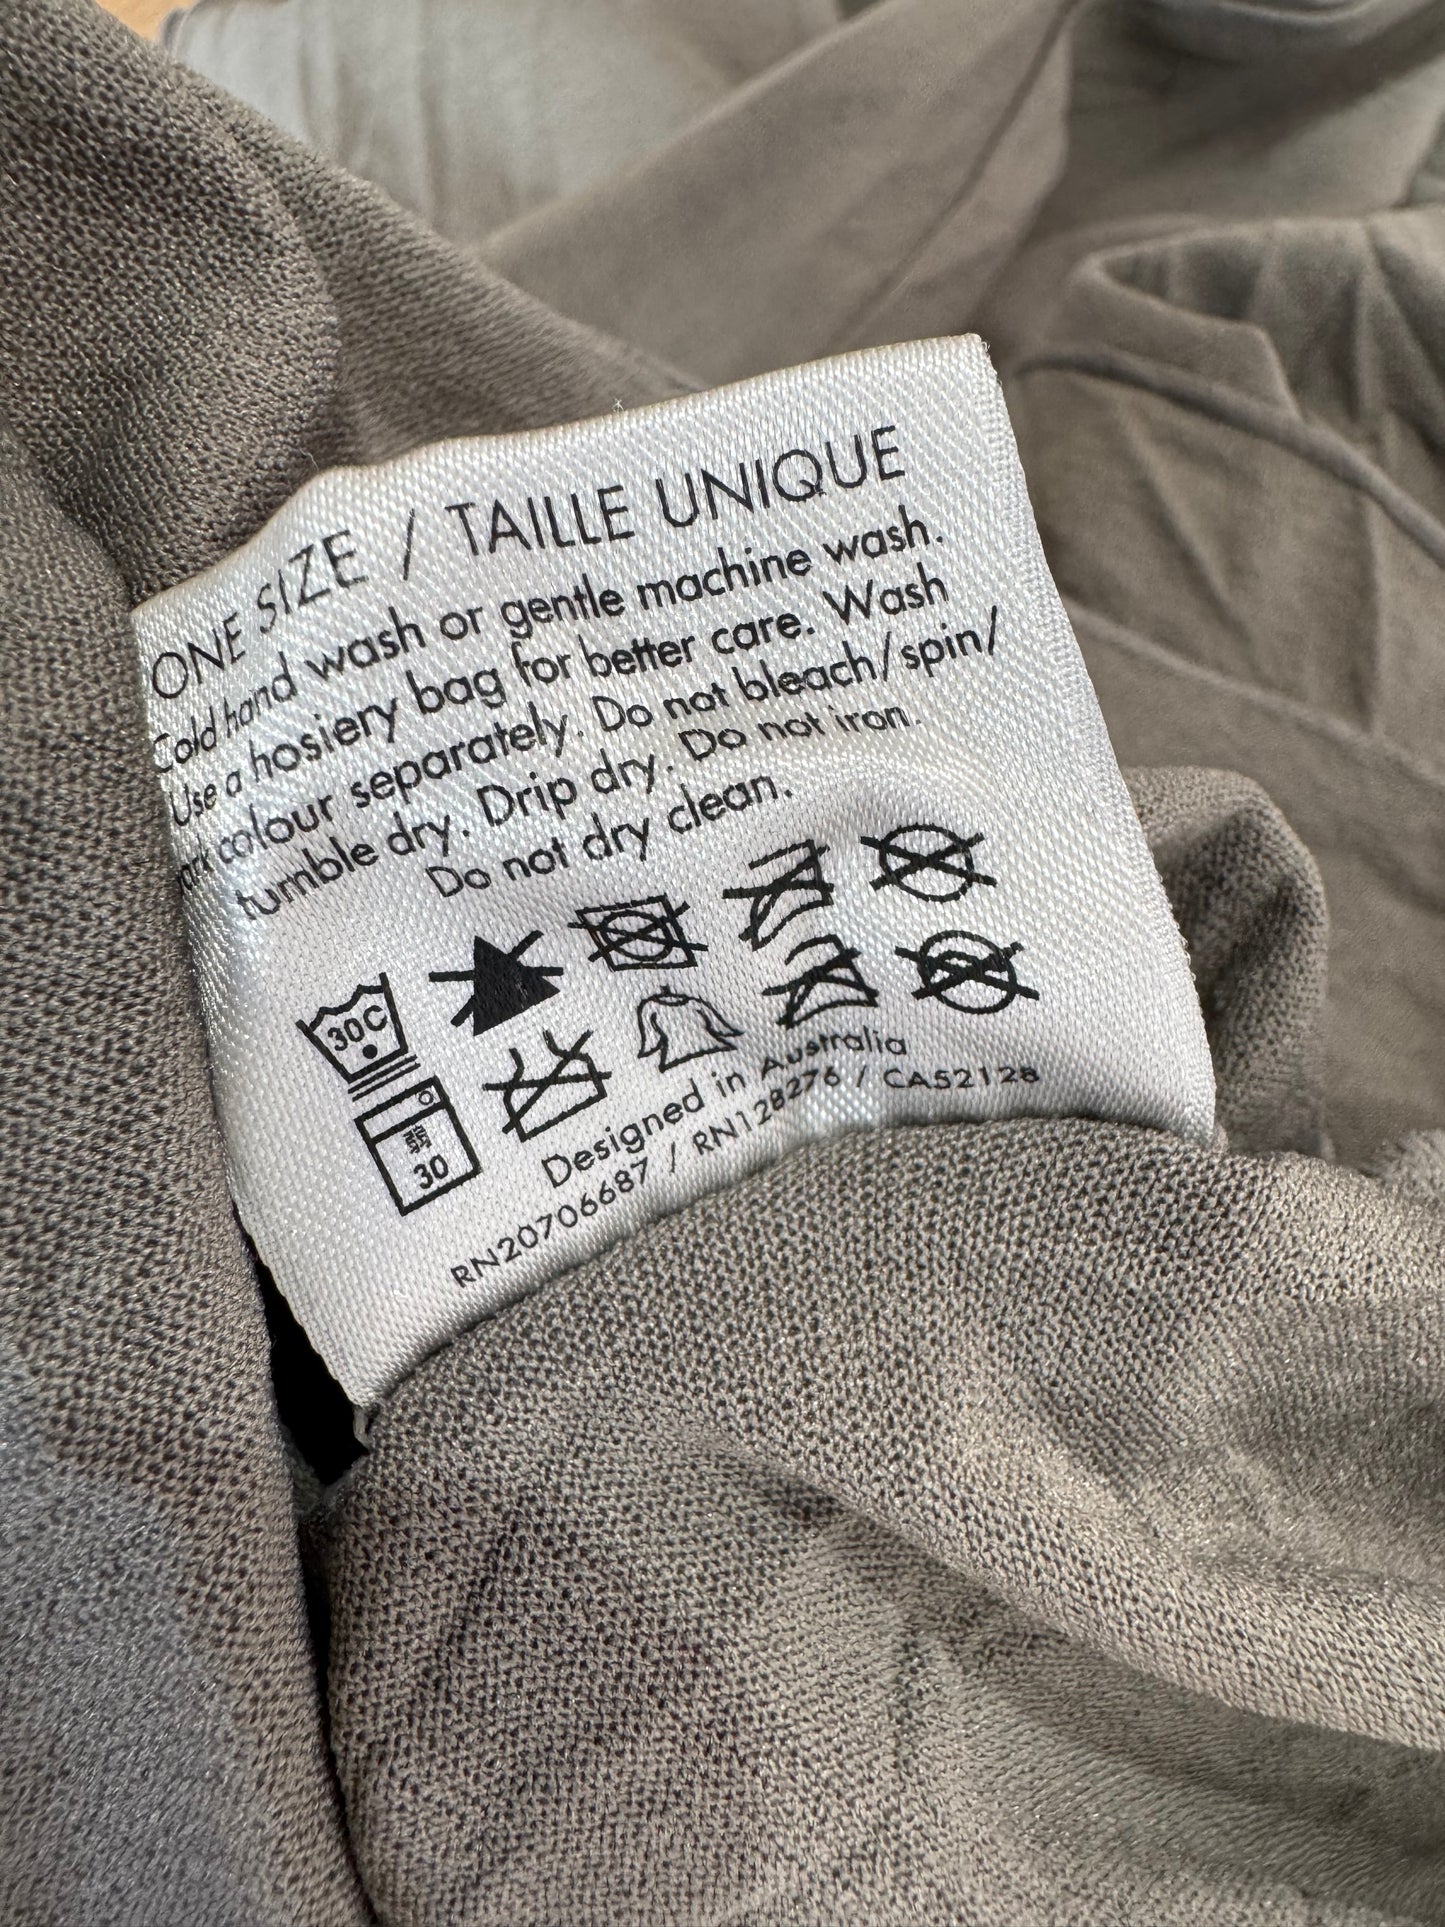 ONE SIZE / TAILLE UNIQUE
Cold hand wash or gentle machine wash.
Use a hosiery bag for better care. Wash
dark colour separately. Do not bleach/spin/
tumble dry. Drip dry. Do not iron.
Do not dry clean.
30C
30
Designed in Australia
RN20706687 / RN128276 / CA52128